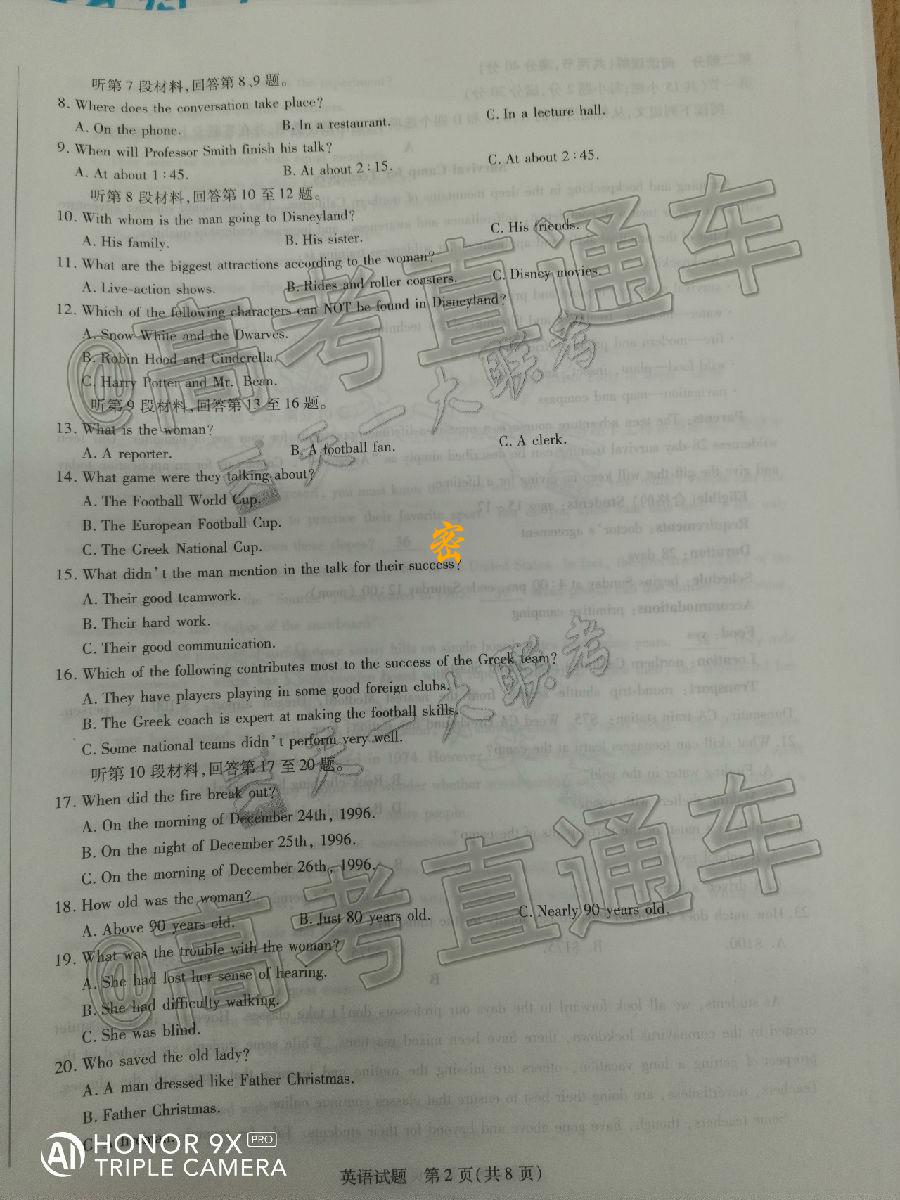 听第7段材料,回答第8、9题。
8. Where does the conversation take place?
A. On the phone. B. In a restaurant. C. In a lecture hall.
9. When will Professor Smith finish his talk?
A. At about 1:45. B. At about 2:15. C. At about 2:45.
听第8段材料,回答第10至12题。
10. With whom is the man going to Disneyland?
A. His family. B. His sister. C. His friends.
11. What are the biggest attractions according to the woman?
A. Live-action shows. B. Rides and roller coasters. C. Disney movies.
12. Which of the following characters can NOT be found in Disneyland?
A. Snow White and the Dwarves.
B. Robin Hood and Cinderella.
C. Harry Potter and Mr. Bean.
听第9段材料,回答第13至16题。
13. What is the woman?
A. A reporter. B. A football fan. C. A clerk.
14. What game were they talking about?
A. The Football World Cup.
B. The European Football Cup.
C. The Greek National Cup.
密
15. What didn't the man mention in the talk for their success?
A. Their good teamwork.
B. Their hard work.
C. Their good communication.
16. Which of the following contributes most to the success of the Greek team?
A. They have players playing in some good foreign clubs.
B. The Greek coach is expert at making the football skills.
C. Some national teams didn't perform very well.
听第10段材料,回答第17至20题。
17. When did the fire break out?
A. On the morning of December 24th, 1996.
B. On the night of December 25th, 1996.
C. On the morning of December 26th, 1996.
18. How old was the woman?
A. Above 90 years old. B. Just 80 years old. C. Nearly 90 years old.
19. What was the trouble with the woman?
A. She had lost her sense of hearing.
B. She had difficulty walking.
C. She was blind.
20. Who saved the old lady?
A. A man dressed like Father Christmas.
B. Father Christmas.
英语试题 第2页(共8页)
@高考直通车
天一大联考
天一大联考
@高考直通车
HONOR 9X PRO
TRIPLE CAMERA